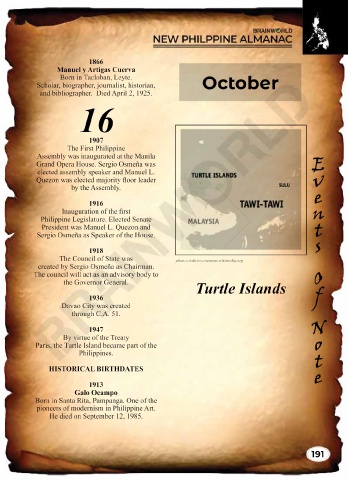 BRAINWORLD
NEW PHILPPINE ALMANAC
1866
Manuel y Artigas Cuerva
Born in Tacloban, Leyte.
Scholar, biographer, journalist, historian,
and bibliographer. Died April 2, 1925.
16
1907
The First Philippine
Assembly was inaugurated at the Manila
Grand Opera House. Sergio Osmeña was
elected assembly speaker and Manuel L.
Quezon was elected majority floor leader
by the Assembly.
1916
Inauguration of the first
Philippine Legislature. Elected Senate
President was Manuel L. Quezon and
Sergio Osmeña as Speaker of the House.
1918
The Council of State was
created by Sergio Osmeña as Chairman.
The council will act as an advisory body to
the Governor General.
1936
Davao City was created
through C.A. 51.
1947
By virtue of the Treaty
Paris, the Turtle Island became part of the
Philippines.
HISTORICAL BIRTHDATES
1913
Galo Ocampo
Born in Santa Rita, Pampanga. One of the
pioneers of modernism in Philippine Art.
He died on September 12, 1985.
October
TURTLE ISLANDS
SULU
TAWI-TAWI
MALAYSIA
Turtle Islands
Events of Note
191
BRAINWORLD